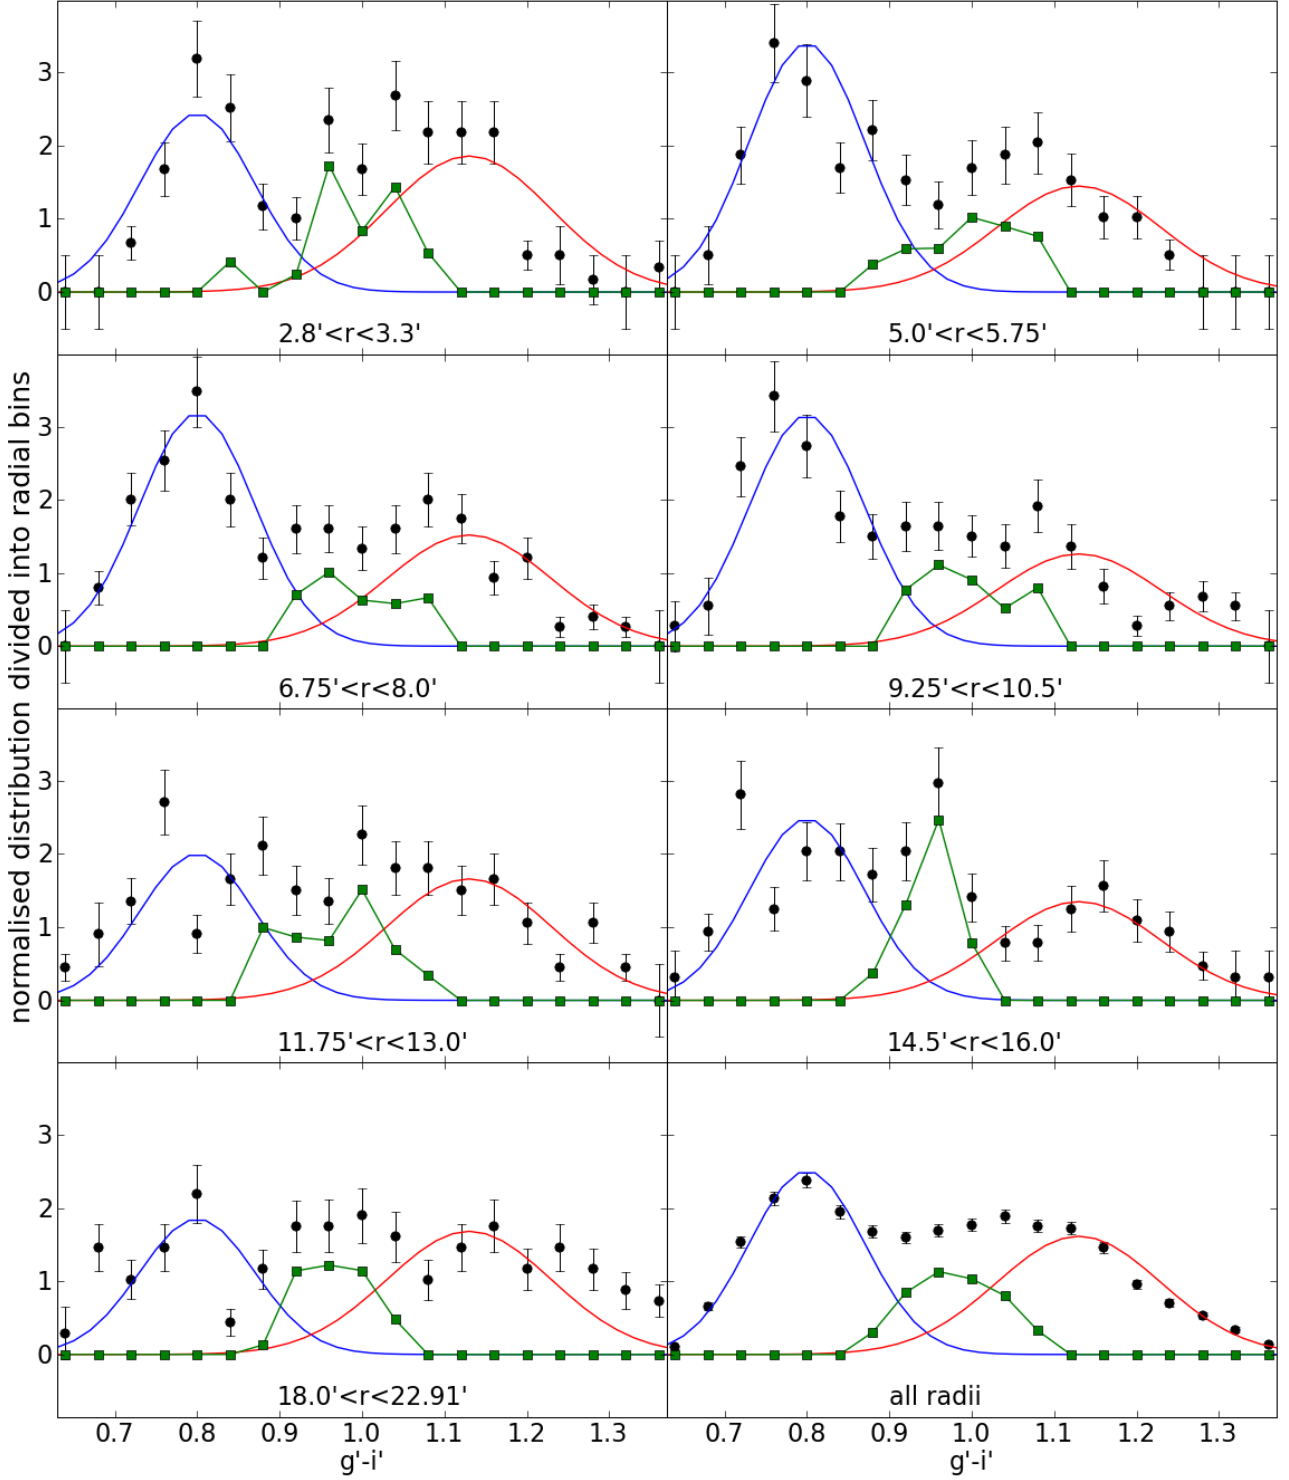 normalised distribution divided into radial bins
3
2
1
0
2.8'<r<3.3'
5.0'<r<5.75'
3
2
1
0
6.75'<r<8.0'
9.25'<r<10.5'
3
2
1
0
11.75'<r<13.0'
14.5'<r<16.0'
3
2
1
0
18.0'<r<22.91'
all radii
0.7 0.8 0.9 1.0 1.1 1.2 1.3 0.7 0.8 0.9 1.0 1.1 1.2 1.3
g'-i' g'-i'